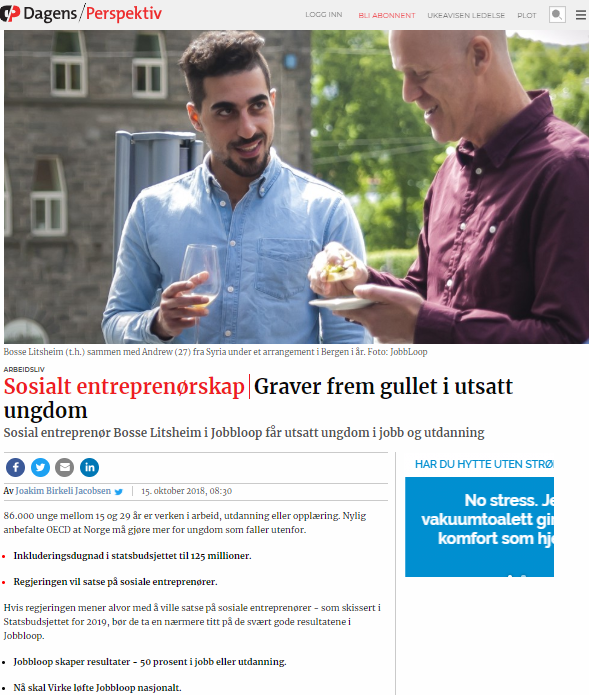 Dagens/Perspektiv
LOGG INN
BLI ABONNENT
UKEAVISEN LEDELSE
PLOT
Bosse Litsheim (t.h.) sammen med Andrew (27) fra Syria under et arrangement i Bergen i år. Foto: JobbLoop
ARBEIDSLIV
Sosialt entreprenørskap | Graver frem gullet i utsatt
ungdom
Sosial entreprenør Bosse Litsheim i Jobbloop får utsatt ungdom i jobb og utdanning
Av Joakim Birkeli Jacobsen | 15. oktober 2018, 08:30
86.000 unge mellom 15 og 29 år er verken i arbeid, utdanning eller opplæring. Nylig
anbefalte OECD at Norge må gjøre mer for ungdom som faller utenfor.
• Inkluderingsdugnad i statsbudsjettet til 125 millioner.
• Regjeringen vil satse på sosiale entreprenører.
Hvis regjeringen mener alvor med å ville satse på sosiale entreprenører – som skissert i
Statsbudsjettet for 2019, bør de ta en nærmere titt på de svært gode resultatene i
Jobbloop.
• Jobbloop skaper resultater – 50 prosent i jobb eller utdanning.
• Nå skal Virke løfte Jobbloop nasjonalt.
HAR DU HYTTE UTEN STRØ
No stress. Je
vakuumtoalett gir
komfort som hje